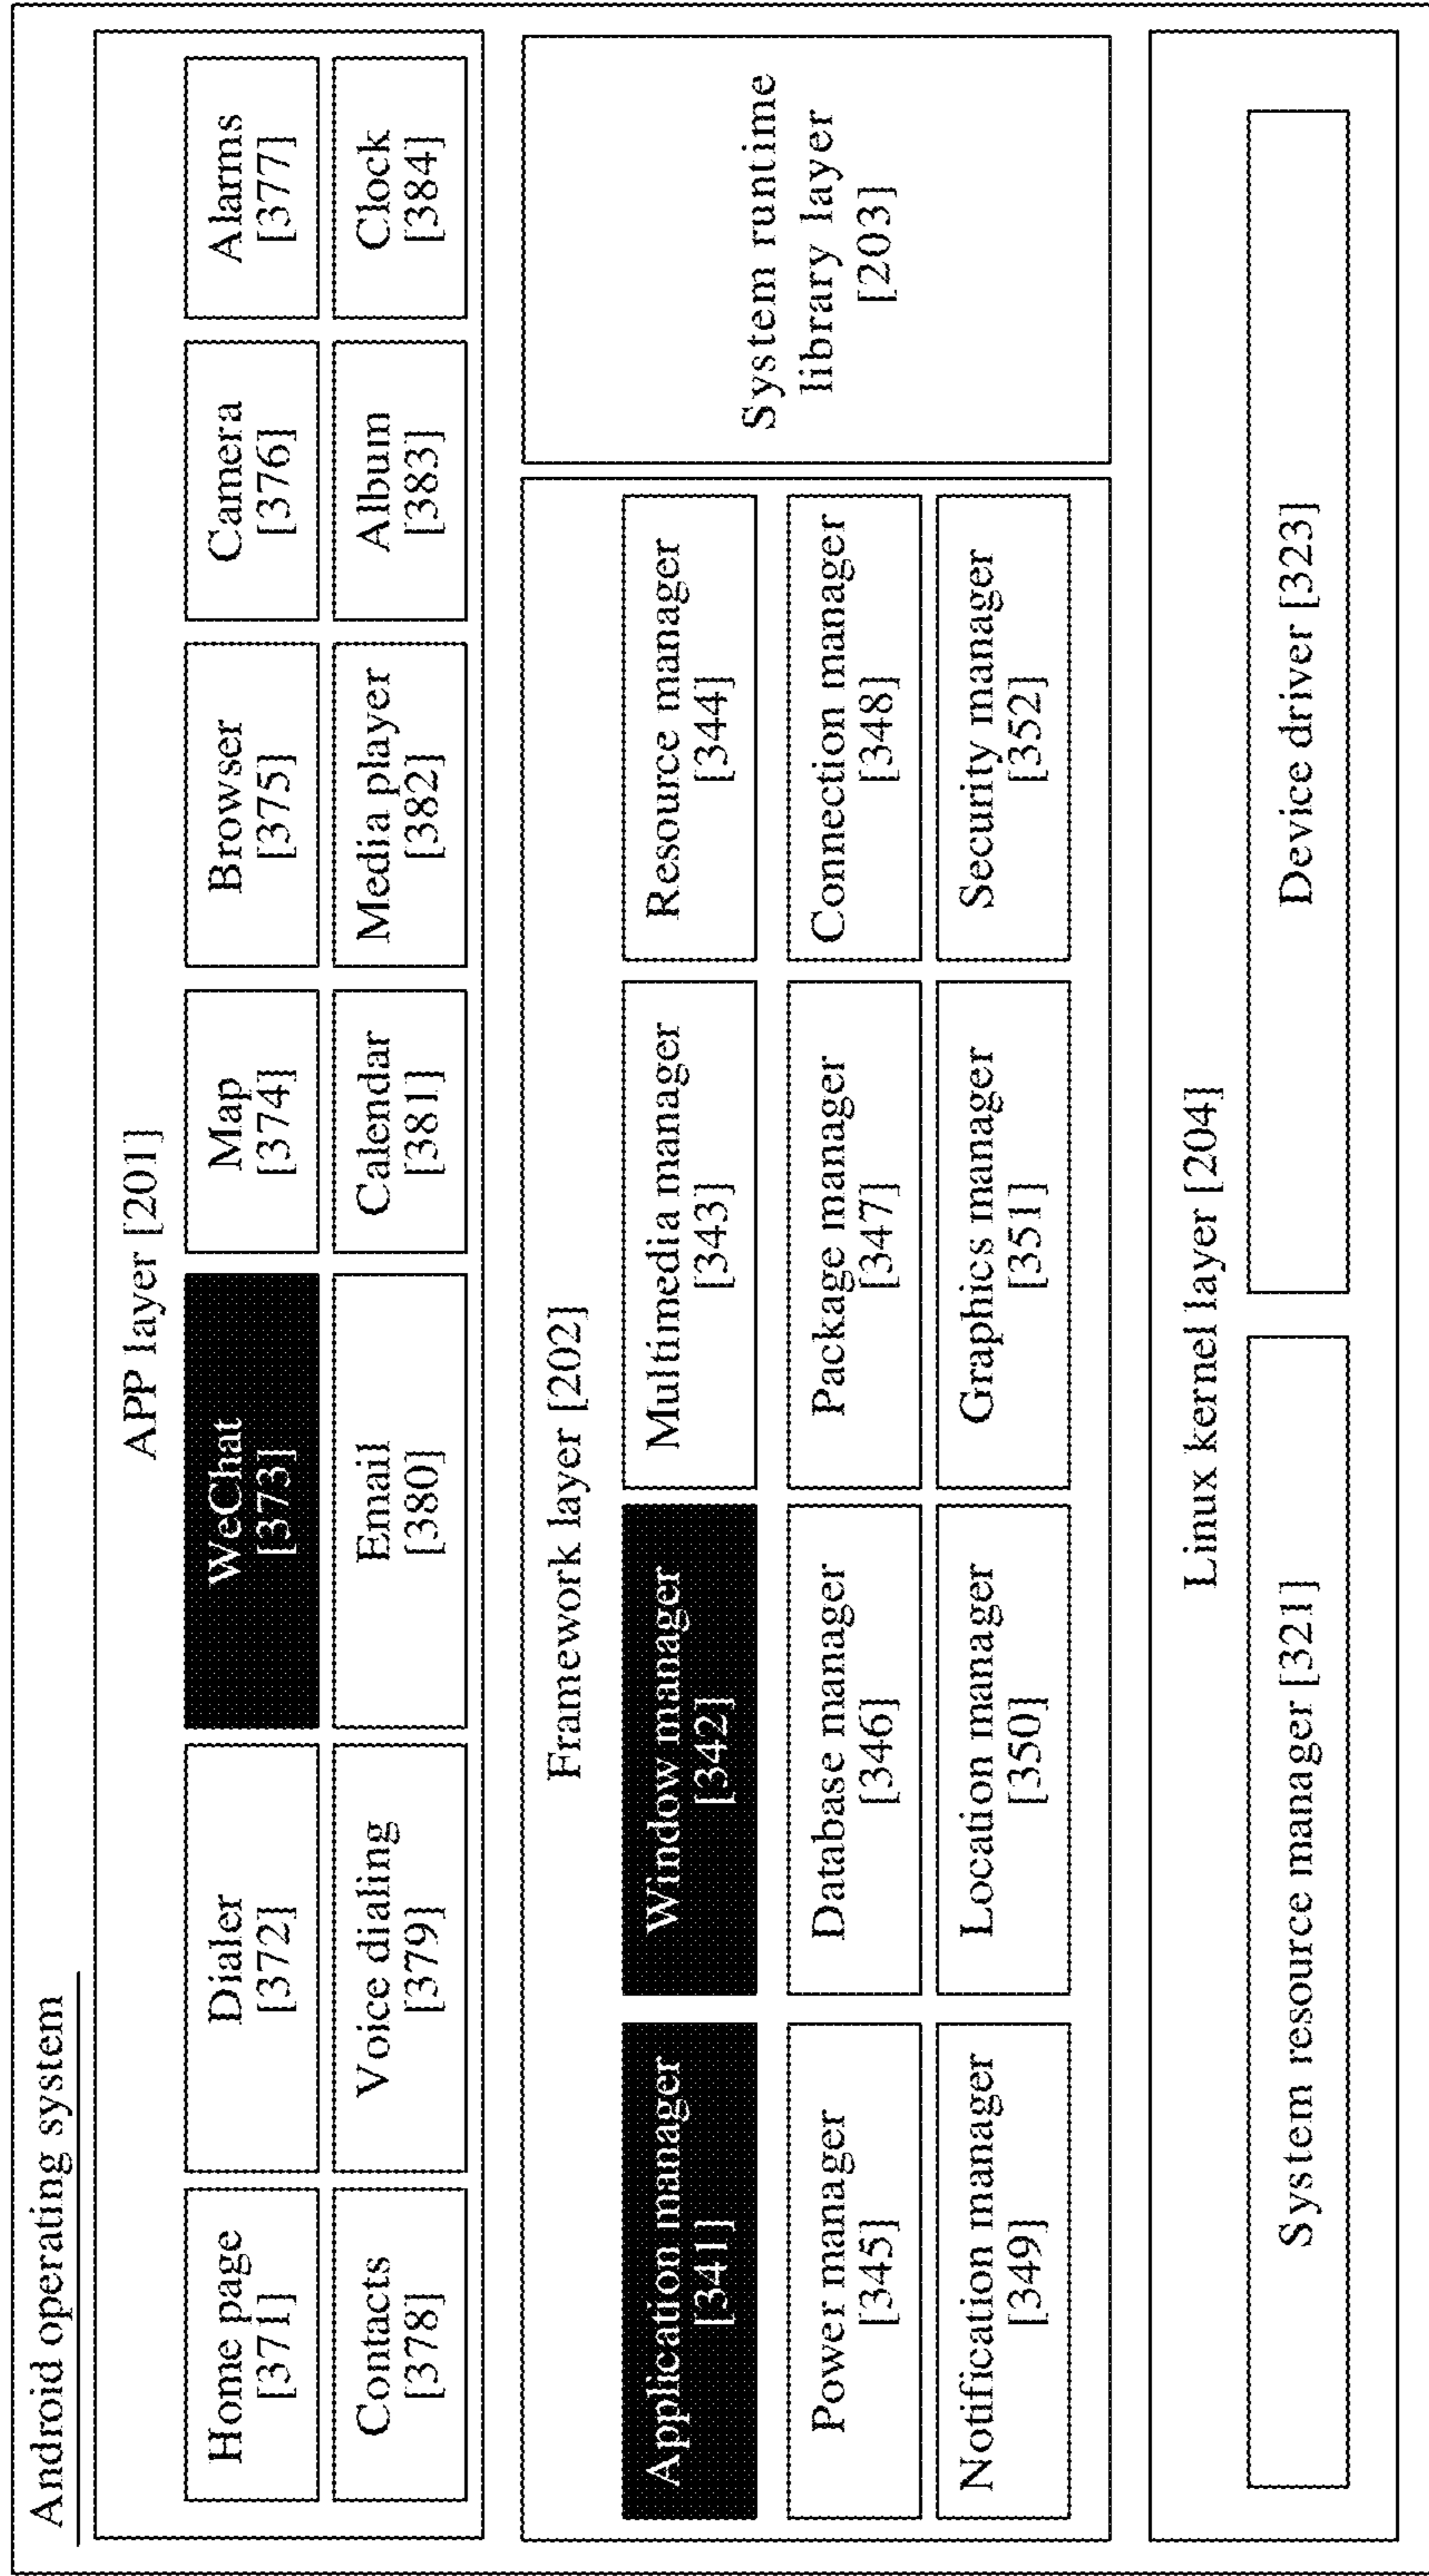 Android operating system
APP layer [201]
Home page
[371]
Dialer
[372]
WeChat
[373]
Map
[374]
Browser
[375]
Camera
[376]
Alarms
[377]
Contacts
[378]
Voice dialing
[379]
Email
[380]
Calendar
[381]
Media player
[382]
Album
[383]
Clock
[384]
Framework layer [202]
Application manager
[341]
Window manager
[342]
Multimedia manager
[343]
Resource manager
[344]
Power manager
[345]
Database manager
[346]
Package manager
[347]
Connection manager
[348]
Notification manager
[349]
Location manager
[350]
Graphics manager
[351]
Security manager
[352]
System runtime
library layer
[203]
Linux kernel layer [204]
System resource manager [321]
Device driver [323]